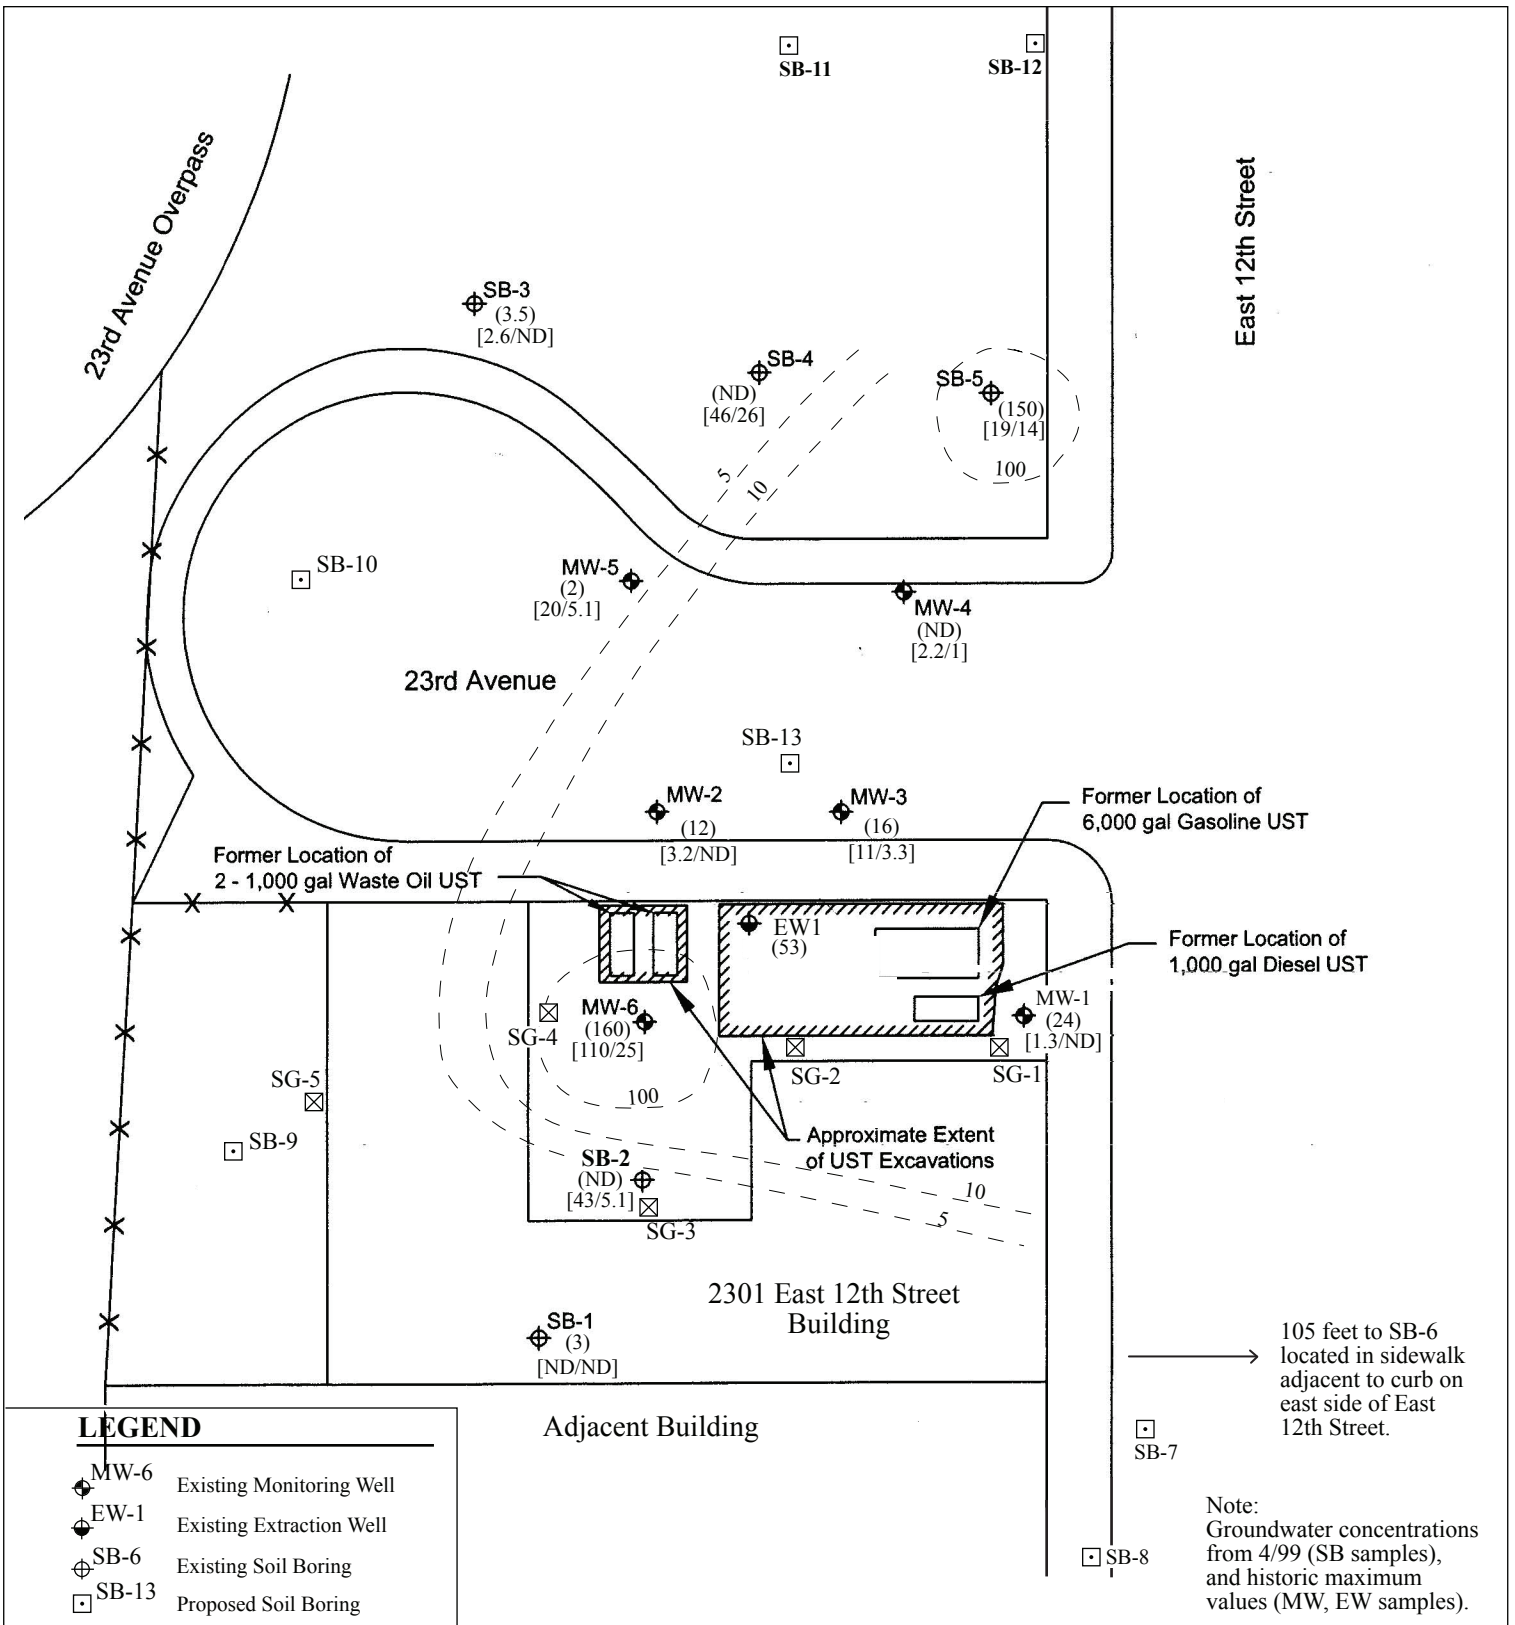 SB-11
SB-12
23rd Avenue Overpass
East 12th Street
SB-3
(3.5)
[2.6/ND]
SB-4
(ND)
[46/26]
SB-5
(150)
[19/14]
100
5
10
SB-10
MW-5
(2)
[20/5.1]
MW-4
(ND)
[2.2/1]
23rd Avenue
SB-13
MW-2
(12)
[3.2/ND]
MW-3
(16)
[11/3.3]
Former Location of
6,000 gal Gasoline UST
Former Location of
2 - 1,000 gal Waste Oil UST
EW1
(53)
Former Location of
1,000 gal Diesel UST
MW-1
(24)
[1.3/ND]
MW-6
(160)
[110/25]
SG-4
SG-2
SG-1
SG-5
100
SB-9
Approximate Extent
of UST Excavations
SB-2
(ND)
[43/5.1]
SG-3
10
5
2301 East 12th Street
Building
SB-1
(3)
[ND/ND]
105 feet to SB-6
located in sidewalk
adjacent to curb on
east side of East
12th Street.
Adjacent Building
SB-7
SB-8
Note:
Groundwater concentrations
from 4/99 (SB samples),
and historic maximum
values (MW, EW samples).
LEGEND
MW-6 Existing Monitoring Well
EW-1 Existing Extraction Well
SB-6 Existing Soil Boring
SB-13 Proposed Soil Boring